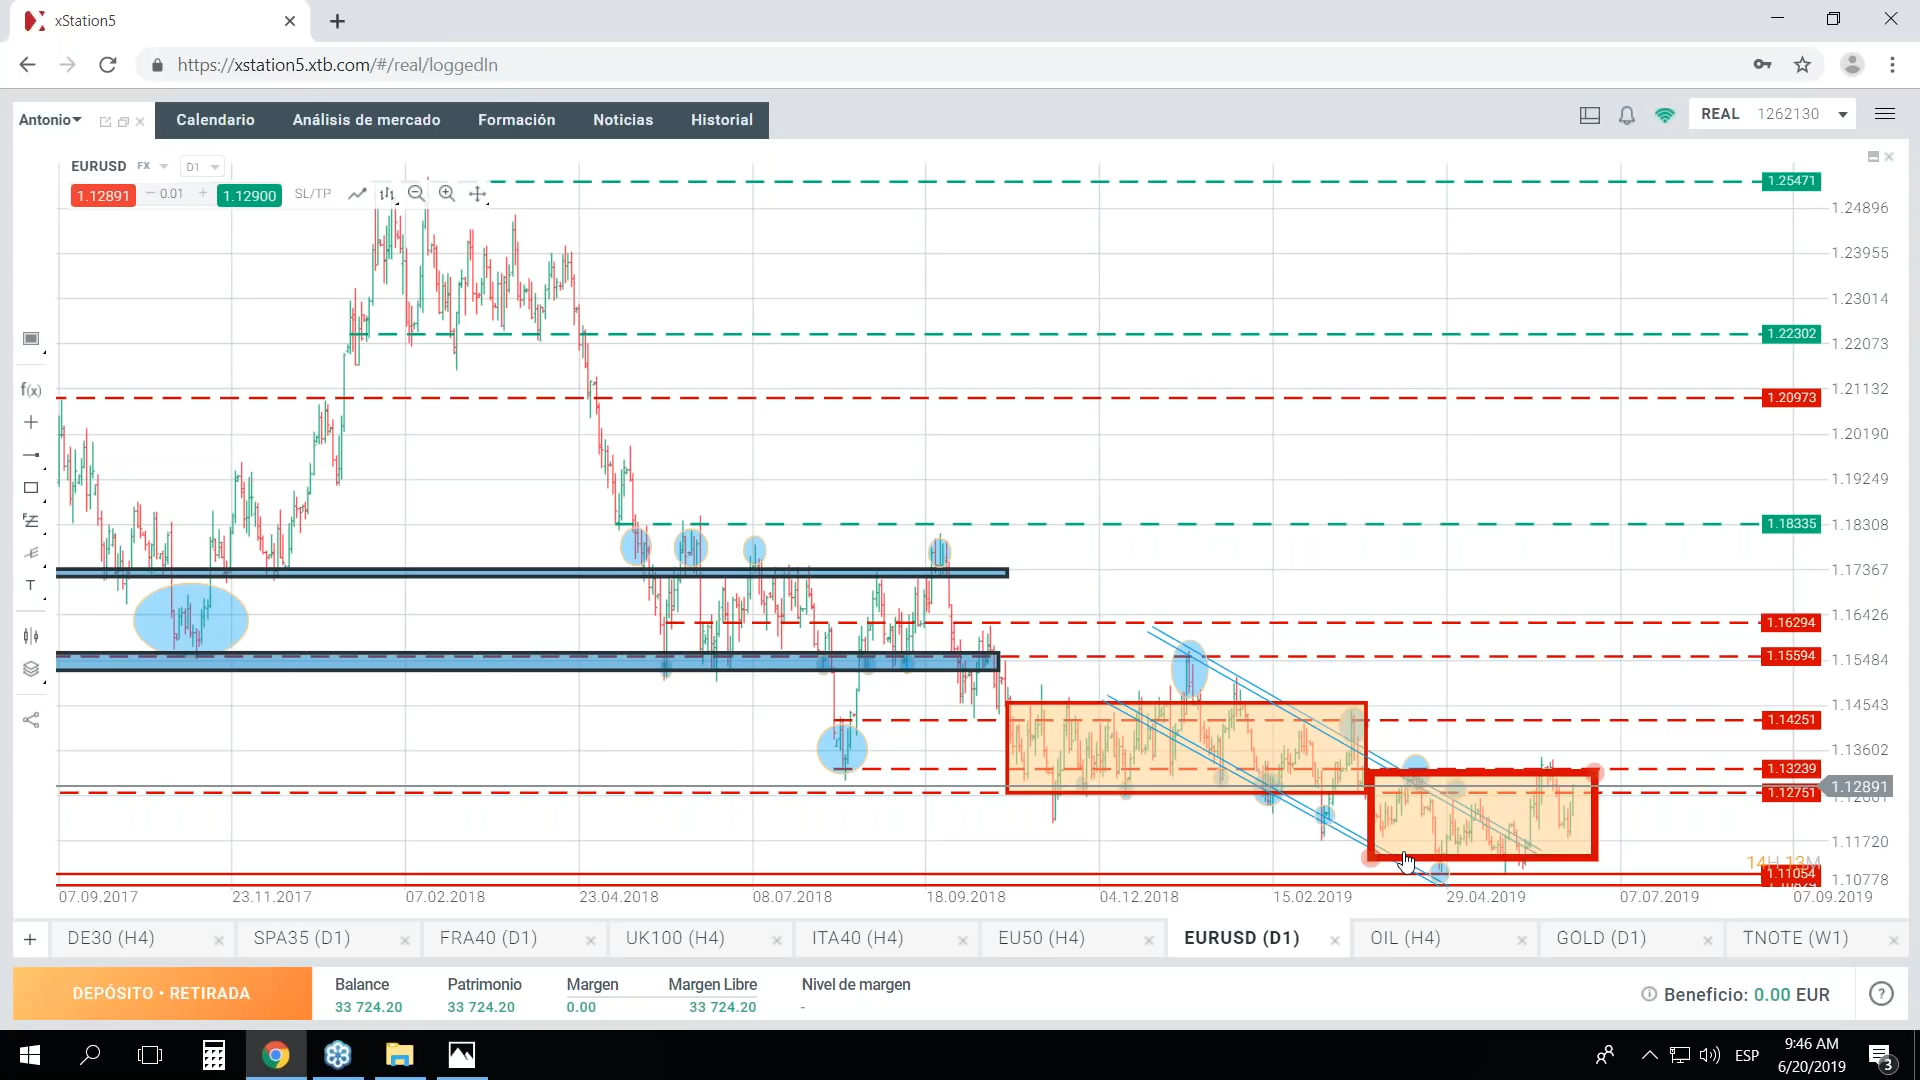 xStation5
https://xstation5.xtb.com/#/real/loggedIn
Antonio Calendario Análisis de mercado Formación Noticias Historial REAL 1262130
EURUSD FX D1
1.12891 0.01 1.12900 SL/TP
1.25471
1.24896
1.23955
1.23014
1.22302
1.22073
1.21132
1.20973
1.20190
1.19249
1.18335
1.18308
1.17367
1.16426
1.16294
1.15594
1.15484
1.14543
1.14251
1.13602
1.13239
1.12891
1.12751
1.11720
14H 13M
1.11054
1.10778
f(x)
T
07.09.2017 23.11.2017 07.02.2018 23.04.2018 08.07.2018 18.09.2018 04.12.2018 15.02.2019 29.04.2019 07.07.2019 07.09.2019
DE30 (H4) SPA35 (D1) FRA40 (D1) UK100 (H4) ITA40 (H4) EU50 (H4) EURUSD (D1) OIL (H4) GOLD (D1) TNOTE (W1)
DEPÓSITO • RETIRADA
Balance Patrimonio Margen Margen Libre Nivel de margen
33 724.20 33 724.20 0.00 33 724.20 -
Beneficio: 0.00 EUR
ESP
9:46 AM
6/20/2019
3